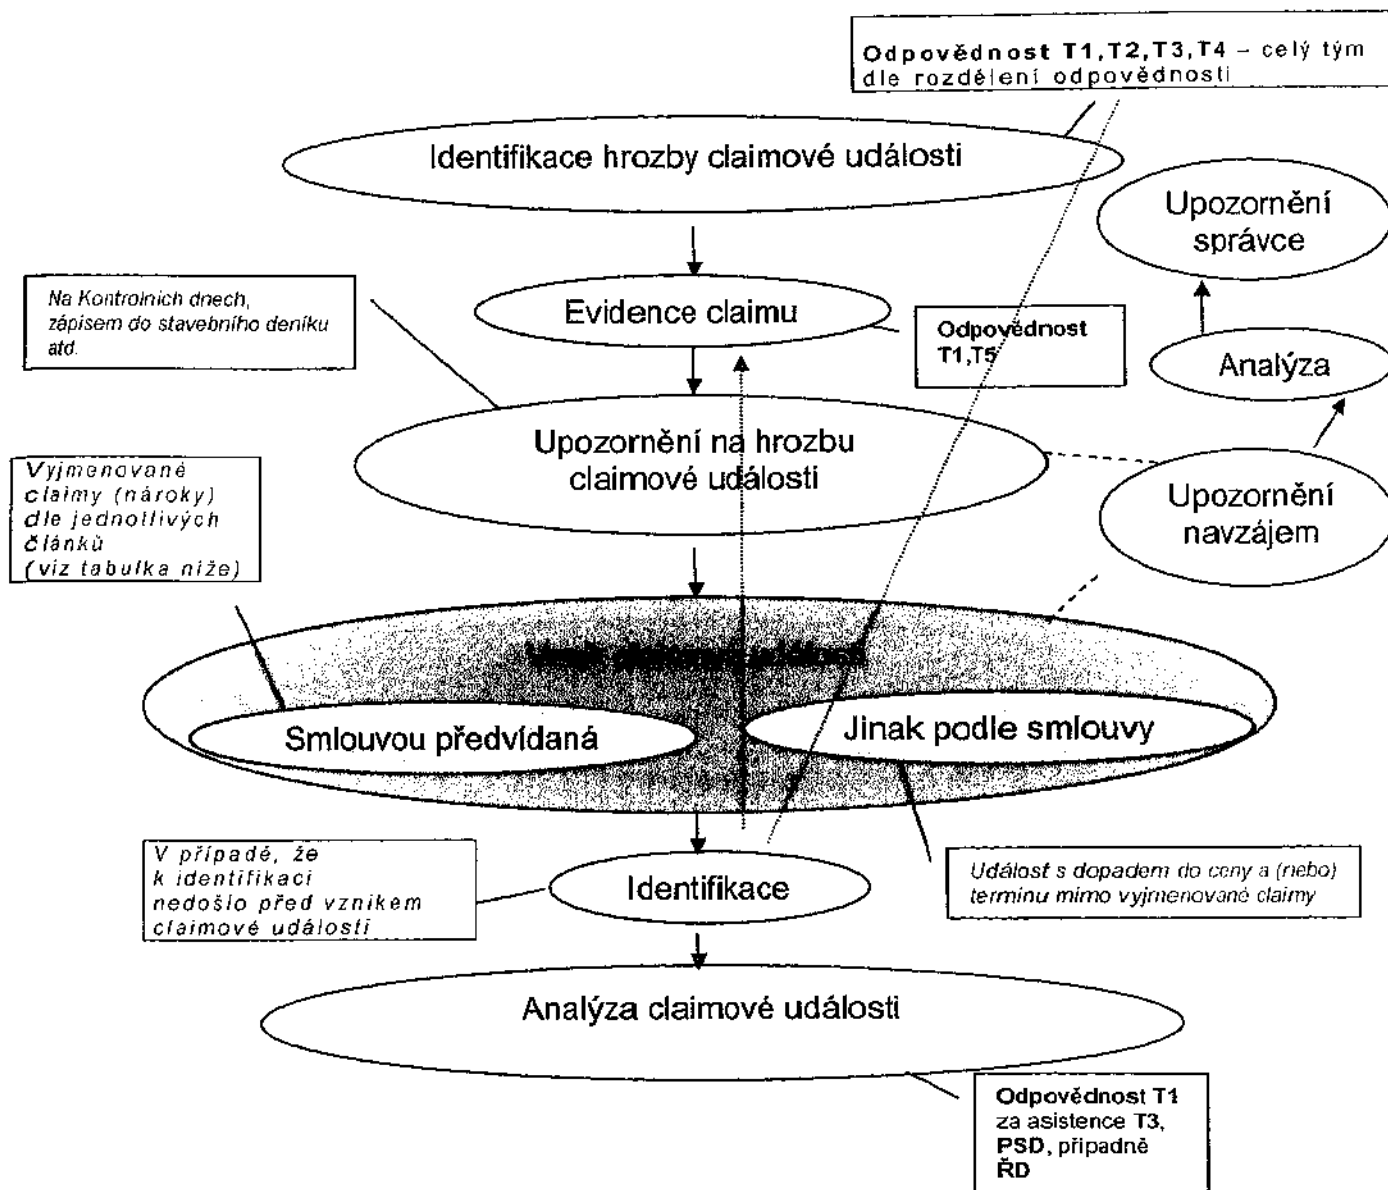 Odpovědnost T1,T2,T3,T4 – celý tým
dle rozdělení odpovědnosti
Identifikace hrozby claimové události
Upozornění
správce
Na Kontrolních dnech,
zápisem do stavebního deníku
atd.
Evidence claimu
Odpovědnost
T1,T5
Analýza
Upozornění na hrozbu
claimové události
Vyjmenované
claimy (nároky)
dle jednotlivých
článků
(viz tabulka níže)
Upozornění
navzájem
události
Smlouvou předvídaná
Jinak podle smlouvy
V případě, že
k identifikaci
nedošlo před vznikem
claimové události
Identifikace
Událost s dopadem do ceny a (nebo)
termínu mimo vyjmenované claimy
Analýza claimové události
Odpovědnost T1
za asistence T3,
PSD, případně
ŘD